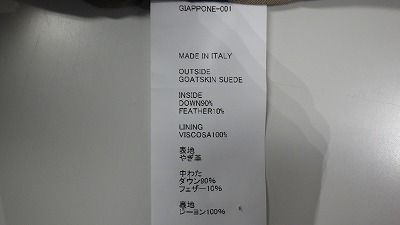 GIAPPONE-001
MADE IN ITALY
OUTSIDE
GOATSKIN SUEDE
INSIDE
DOWN90%
FEATHER10%
LINING
VISCOSA100%
表地
やぎ革
中わた
ダウン90%
フェザー10%
裏地
レーヨン100%